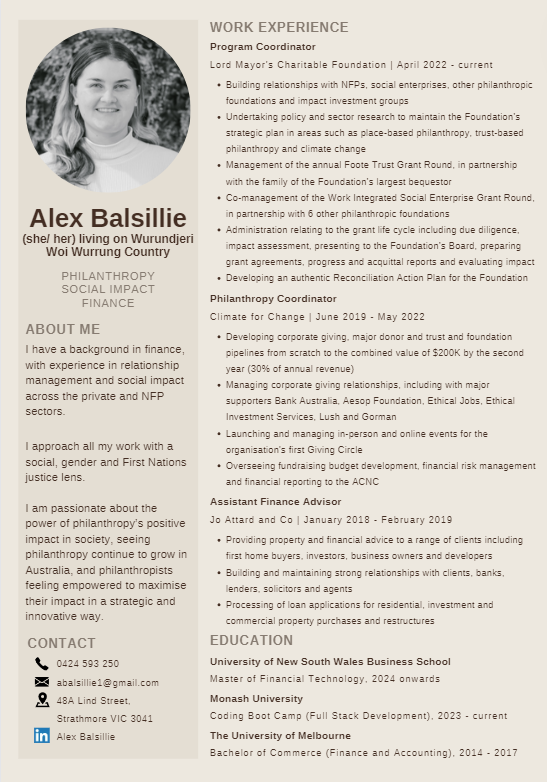 Alex Balsillie
(she/ her) living on Wurundjeri
Woi Wurrung Country
PHILANTHROPY
SOCIAL IMPACT
FINANCE
ABOUT ME
I have a background in finance,
with experience in relationship
management and social impact
across the private and NFP
sectors.
I approach all my work with a
social, gender and First Nations
justice lens.
I am passionate about the
power of philanthropy's positive
impact in society, seeing
philanthropy continue to grow in
Australia, and philanthropists
feeling empowered to maximise
their impact in a strategic and
innovative way.
CONTACT
0424 593 250
abalsillie1@gmail.com
48A Lind Street,
Strathmore VIC 3041
in Alex Balsillie
WORK EXPERIENCE
Program Coordinator
Lord Mayor's Charitable Foundation | April 2022 - current
• Building relationships with NFPs, social enterprises, other philanthropic
foundations and impact investment groups
• Undertaking policy and sector research to maintain the Foundation's
strategic plan in areas such as place-based philanthropy, trust-based
philanthropy and climate change
• Management of the annual Foote Trust Grant Round, in partnership
with the family of the Foundation's largest bequestor
• Co-management of the Work Integrated Social Enterprise Grant Round,
in partnership with 6 other philanthropic foundations
• Administration relating to the grant life cycle including due diligence,
impact assessment, presenting to the Foundation's Board, preparing
grant agreements, progress and acquittal reports and evaluating impact
• Developing an authentic Reconciliation Action Plan for the Foundation
Philanthropy Coordinator
Climate for Change | June 2019 - May 2022
• Developing corporate giving, major donor and trust and foundation
pipelines from scratch to the combined value of $200K by the second
year (30% of annual revenue)
• Managing corporate giving relationships, including with major
supporters Bank Australia, Aesop Foundation, Ethical Jobs, Ethical
Investment Services, Lush and Gorman
• Launching and managing in-person and online events for the
organisation's first Giving Circle
• Overseeing fundraising budget development, financial risk management
and financial reporting to the ACNC
Assistant Finance Advisor
Jo Attard and Co | January 2018 - February 2019
• Providing property and financial advice to a range of clients including
first home buyers, investors, business owners and developers
• Building and maintaining strong relationships with clients, banks,
lenders, solicitors and agents
• Processing of loan applications for residential, investment and
commercial property purchases and restructures
EDUCATION
University of New South Wales Business School
Master of Financial Technology, 2024 onwards
Monash University
Coding Boot Camp (Full Stack Development), 2023 - current
The University of Melbourne
Bachelor of Commerce (Finance and Accounting), 2014 - 2017